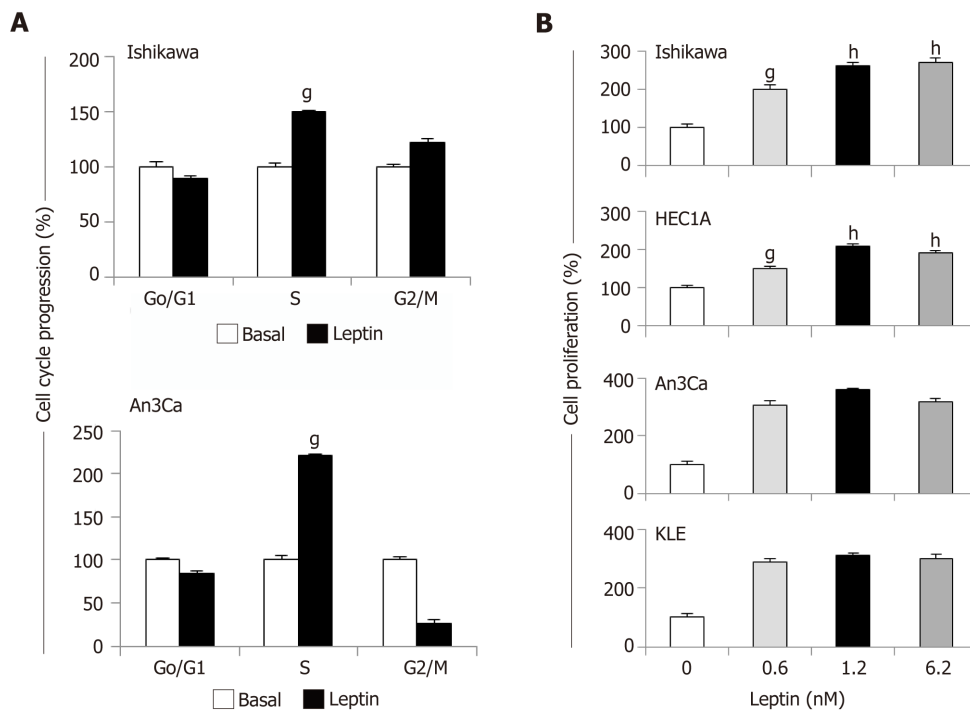 A
Ishikawa
Cell cycle progression (%)
200
g
150
100
50
0
Go/G1 S G2/M
Basal Leptin
An3Ca
250
g
200
150
100
50
0
Go/G1 S G2/M
Basal Leptin
B
Cell proliferation (%)
300
Ishikawa
g h h
200
100
0
HEC1A
300
g h h
200
100
0
An3Ca
400
200
0
KLE
400
200
0
0 0.6 1.2 6.2
Leptin (nM)